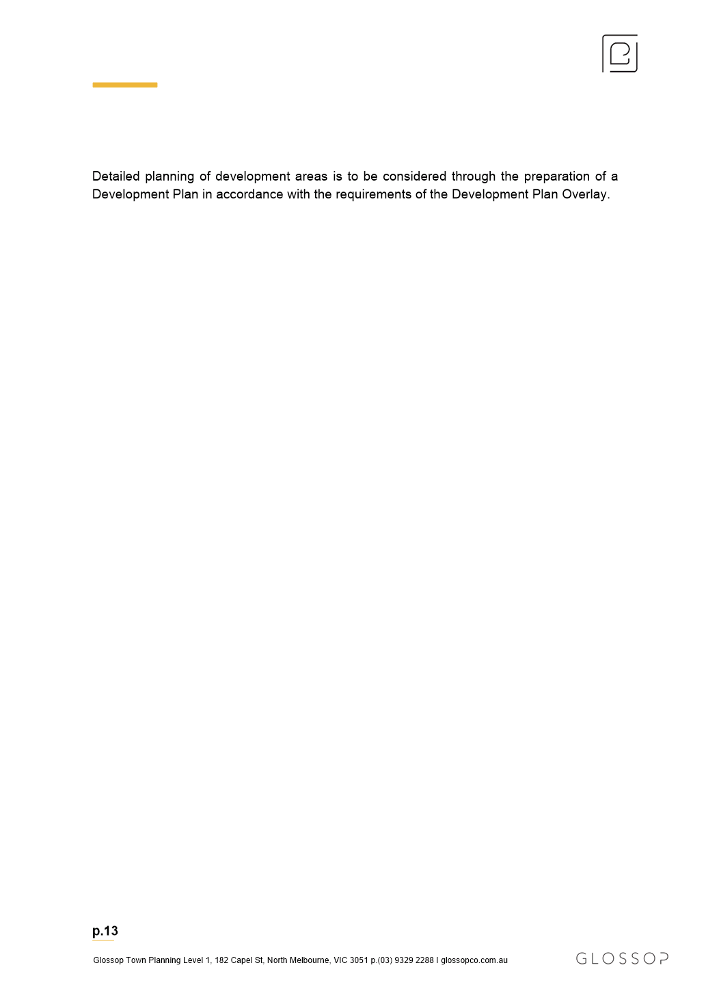 Detailed planning of development areas is to be considered through the preparation of a
Development Plan in accordance with the requirements of the Development Plan Overlay.
p.13
Glossop Town Planning Level 1, 182 Capel St, North Melbourne, VIC 3051 p.(03) 9329 2288 I glossopco.com.au
GLOSSOP